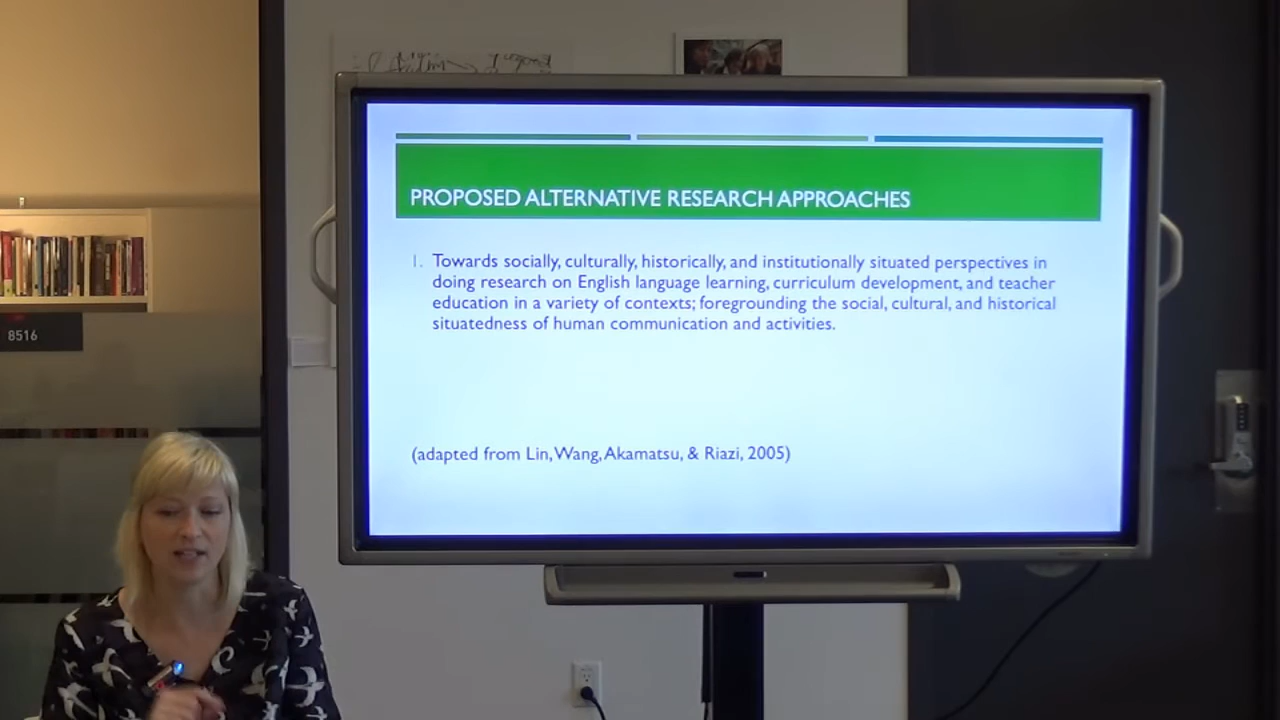 PROPOSED ALTERNATIVE RESEARCH APPROACHES
1. Towards socially, culturally, historically, and institutionally situated perspectives in
doing research on English language learning, curriculum development, and teacher
education in a variety of contexts; foregrounding the social, cultural, and historical
situatedness of human communication and activities.
(adapted from Lin, Wang, Akamatsu, & Riazi, 2005)
8516